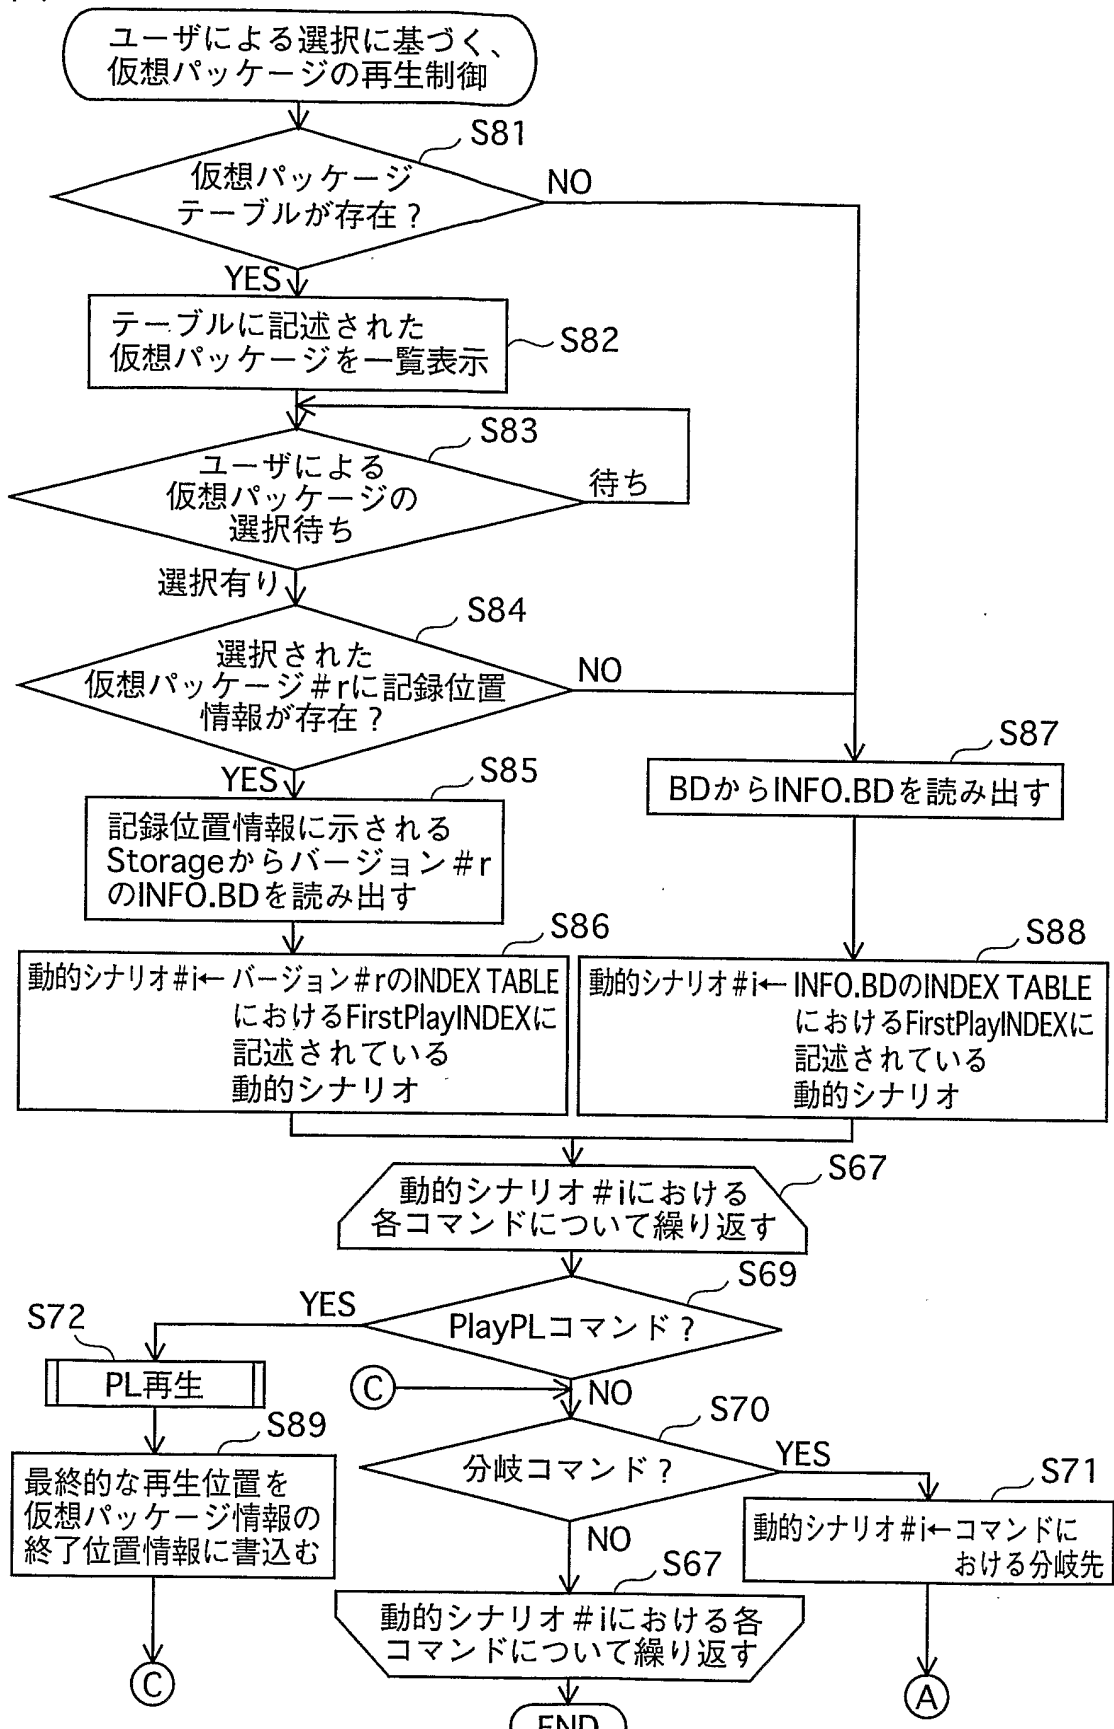 ユーザによる選択に基づく、
仮想パッケージの再生制御
S81
仮想パッケージ
テーブルが存在?
NO
YES
テーブルに記述された
仮想パッケージを一覧表示
S82
S83
ユーザによる
仮想パッケージの
選択待ち
待ち
選択有り
S84
選択された
仮想パッケージ#rに記録位置
情報が存在?
NO
YES
S85
記録位置情報に示される
Storageからバージョン#r
のINFO.BDを読み出す
S87
BDからINFO.BDを読み出す
S86
動的シナリオ#i←バージョン#rのINDEX TABLE
におけるFirstPlayINDEXに
記述されている
動的シナリオ
S88
動的シナリオ#i←INFO.BDのINDEX TABLE
におけるFirstPlayINDEXに
記述されている
動的シナリオ
S67
動的シナリオ#iにおける
各コマンドについて繰り返す
S69
PlayPLコマンド?
YES
S72
PL再生
C
NO
S89
最終的な再生位置を
仮想パッケージ情報の
終了位置情報に書込む
C
S70
分岐コマンド?
YES
S71
動的シナリオ#i←コマンドに
おける分岐先
A
NO
S67
動的シナリオ#iにおける各
コマンドについて繰り返す
END